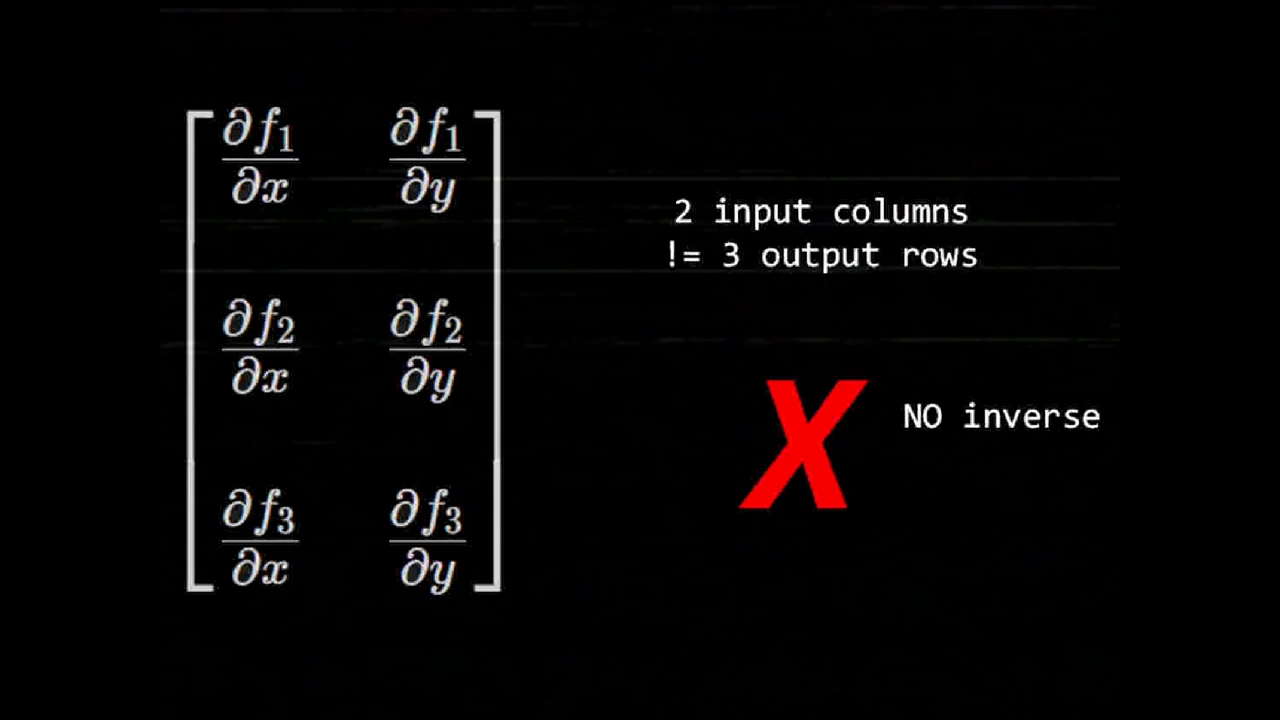 ∂f₁/∂x ∂f₁/∂y
∂f₂/∂x ∂f₂/∂y
∂f₃/∂x ∂f₃/∂y
2 input columns
!= 3 output rows
X
NO inverse